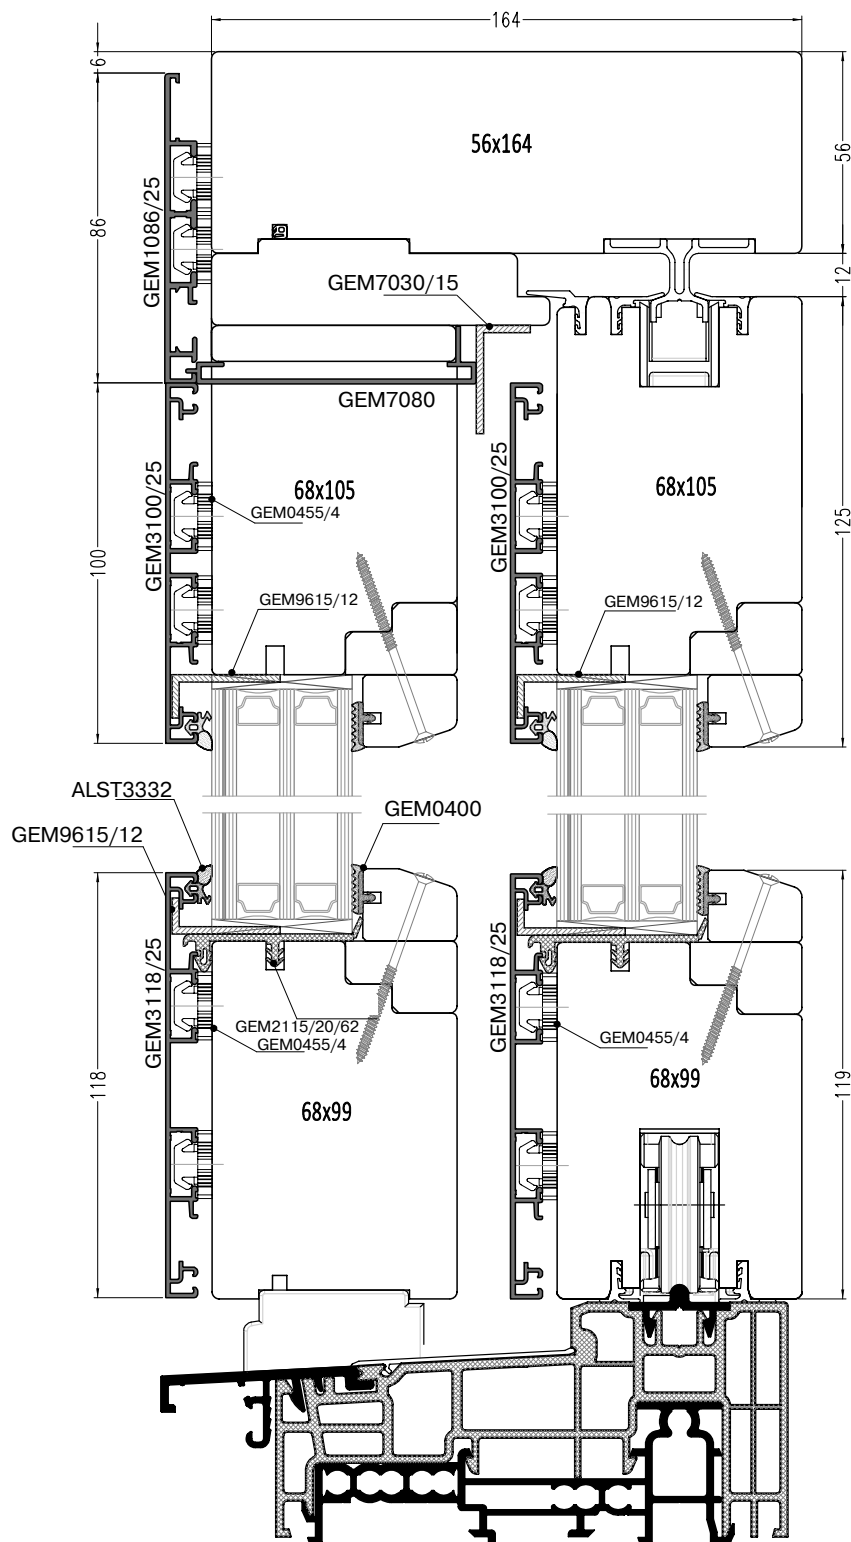 164
6
56x164
56
86
GEM1086/25
GEM7030/15
12
GEM7080
GEM3100/25
68x105
GEM0455/4
GEM3100/25
68x105
100
125
GEM9615/12
GEM9615/12
ALST3332
GEM0400
GEM9615/12
GEM3118/25
GEM3118/25
GEM2115/20/62
GEM0455/4
GEM0455/4
68x99
68x99
118
119